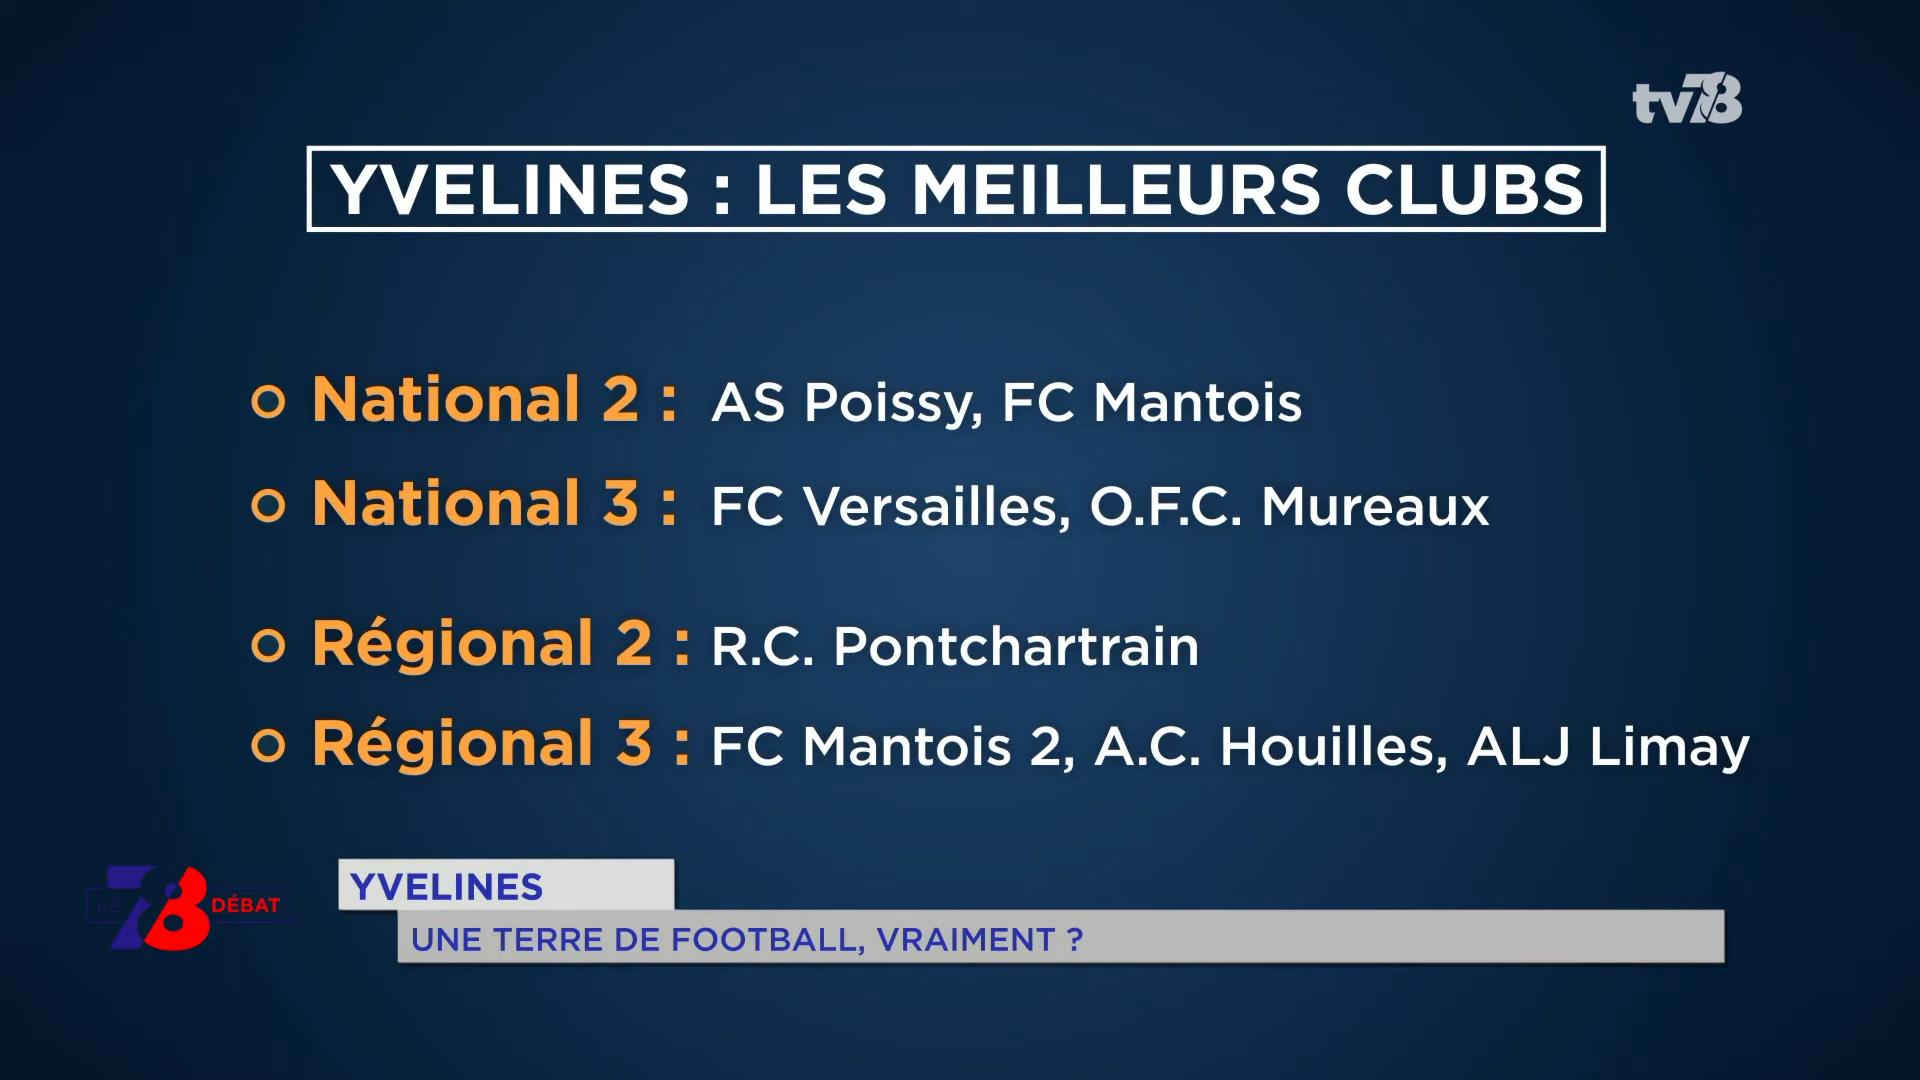 tv78
YVELINES : LES MEILLEURS CLUBS
National 2 : AS Poissy, FC Mantois
National 3 : FC Versailles, O.F.C. Mureaux
Régional 2 : R.C. Pontchartrain
Régional 3 : FC Mantois 2, A.C. Houilles, ALJ Limay
LE 78 DÉBAT
YVELINES
UNE TERRE DE FOOTBALL, VRAIMENT ?